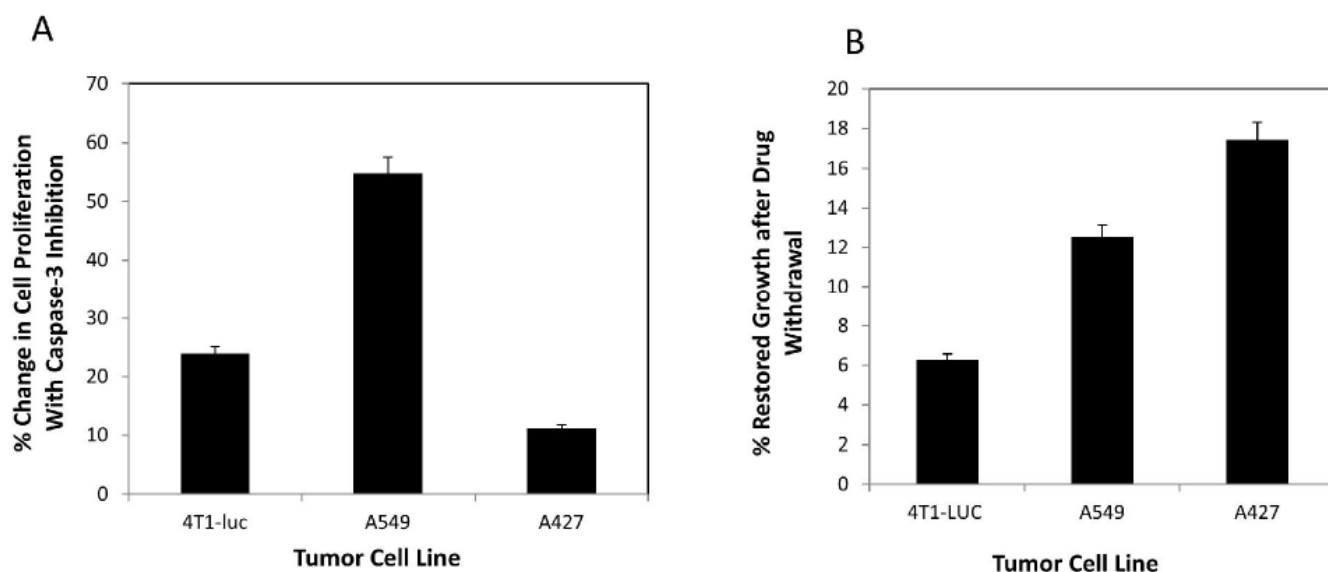 A
% Change in Cell Proliferation
With Caspase-3 Inhibition
70
60
50
40
30
20
10
0
4T1-luc A549 A427
Tumor Cell Line
B
% Restored Growth after Drug
Withdrawal
20
18
16
14
12
10
8
6
4
2
0
4T1-LUC A549 A427
Tumor Cell Line